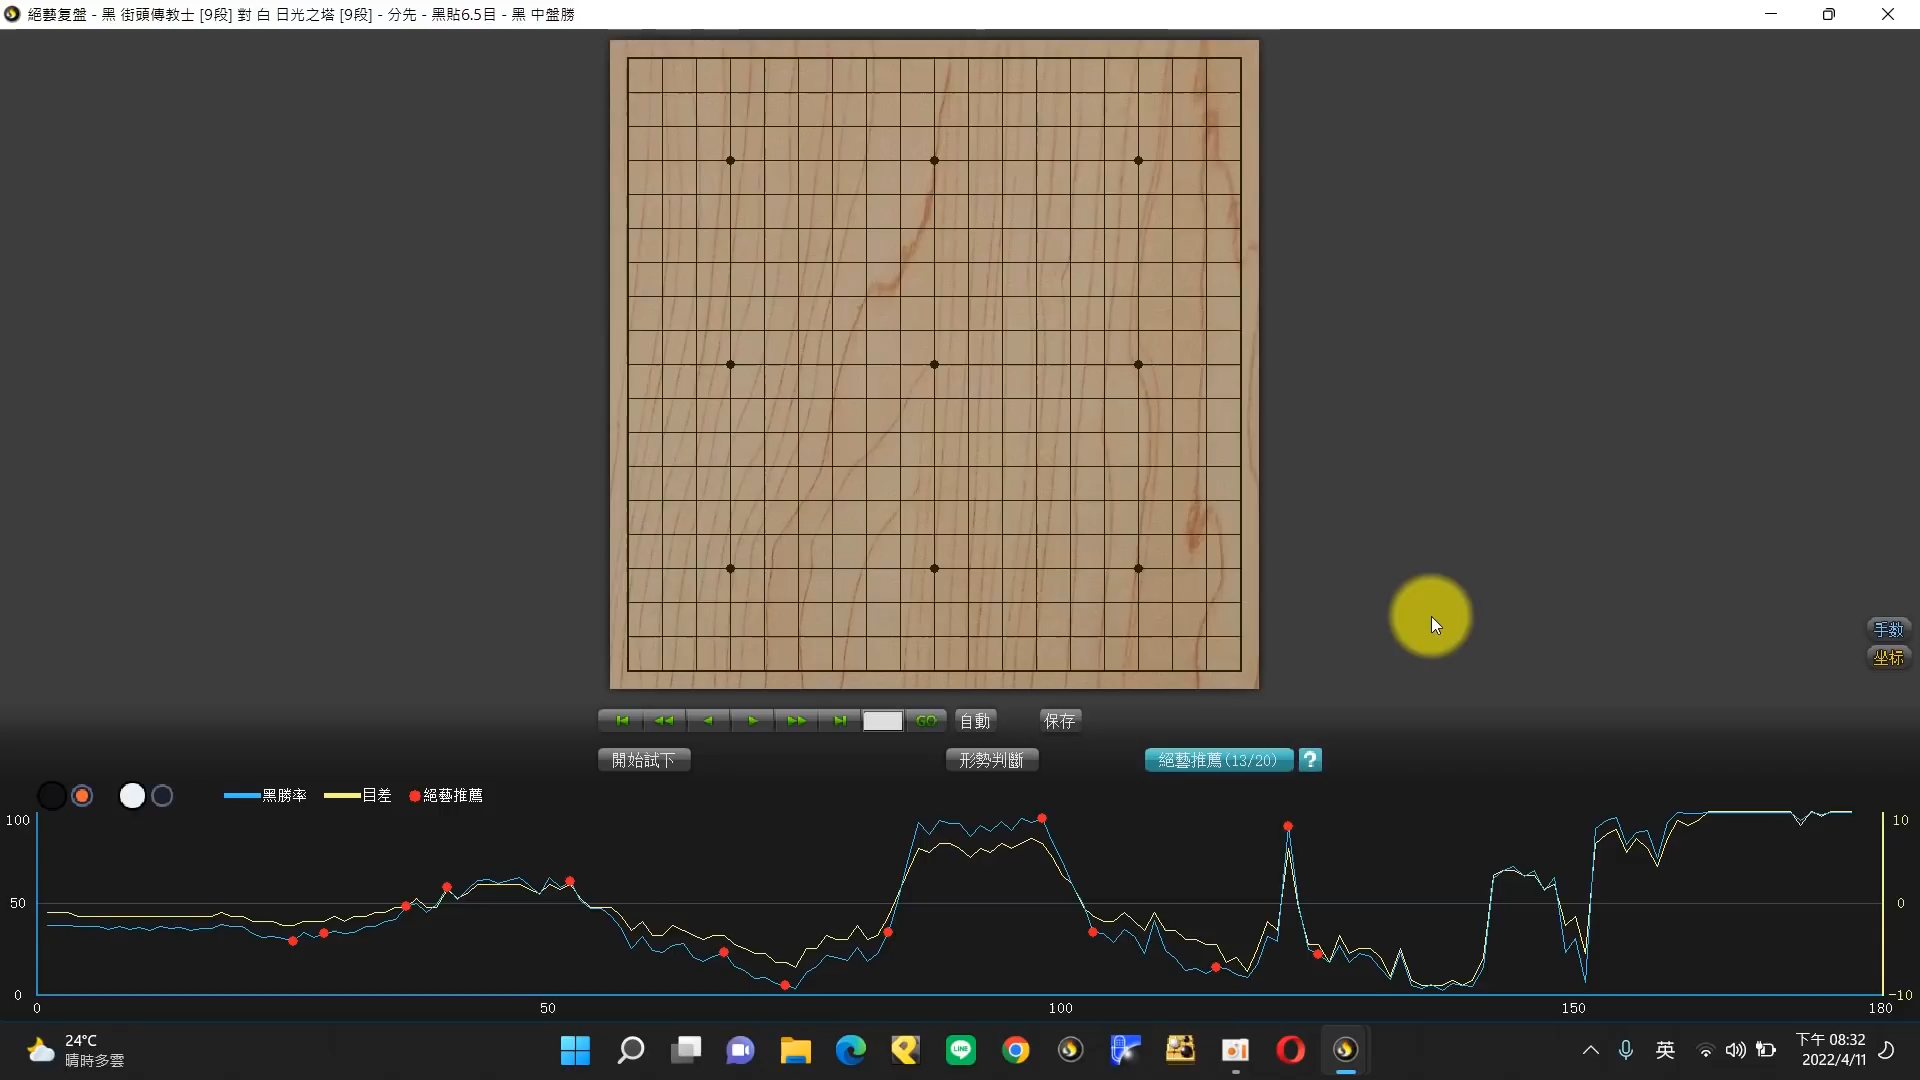 絕藝复盤 - 黑 街頭傳教士 [9段] 對 白 日光之塔 [9段] - 分先 - 黑貼6.5目 - 黑 中盤勝
手数
坐标
GO
自動
保存
開始試下
形勢判斷
絕藝推薦(13/20)
?
黑勝率
目差
絕藝推薦
100
50
0
10
0
-10
0
50
100
150
180
24°C
晴時多雲
LINE
英
下午 08:32
2022/4/11